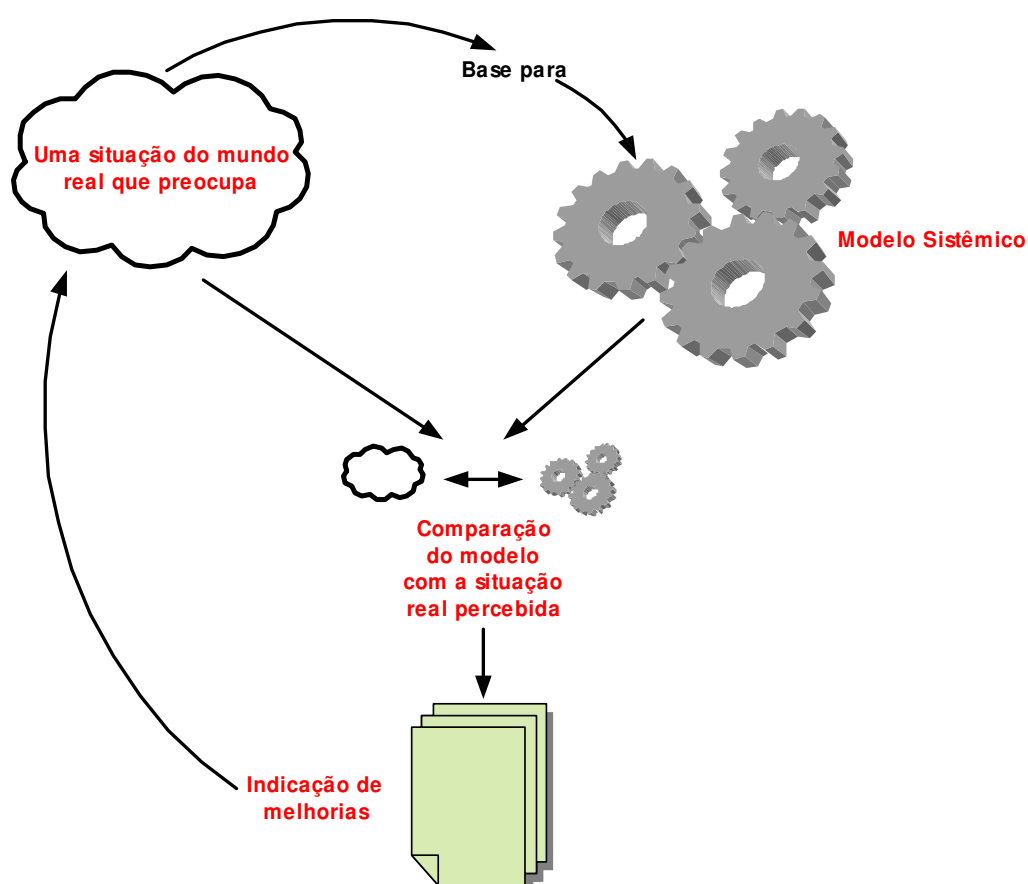 Base para
Uma situação do mundo
real que preocupa
Modelo Sistêmico
Comparação
do modelo
com a situação
real percebida
Indicação de
melhorias